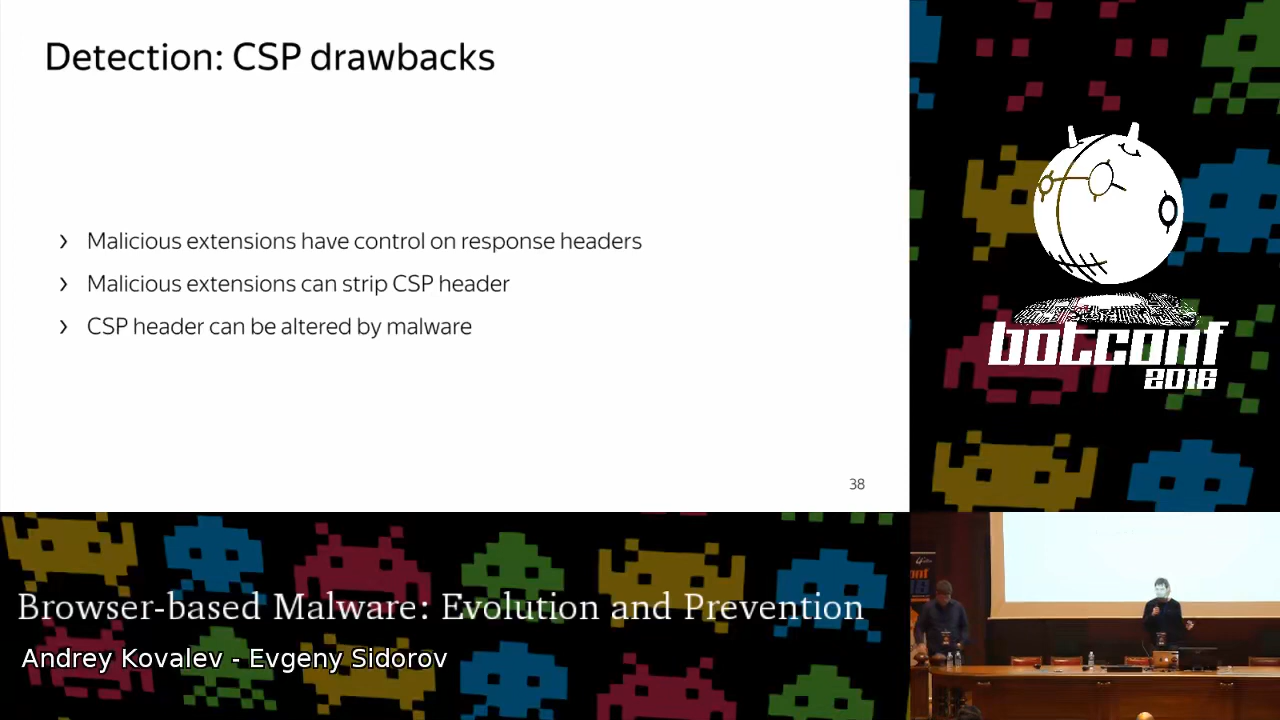 Detection: CSP drawbacks
› Malicious extensions have control on response headers
› Malicious extensions can strip CSP header
› CSP header can be altered by malware
38
botconf
2016
Browser-based Malware: Evolution and Prevention
Andrey Kovalev - Evgeny Sidorov